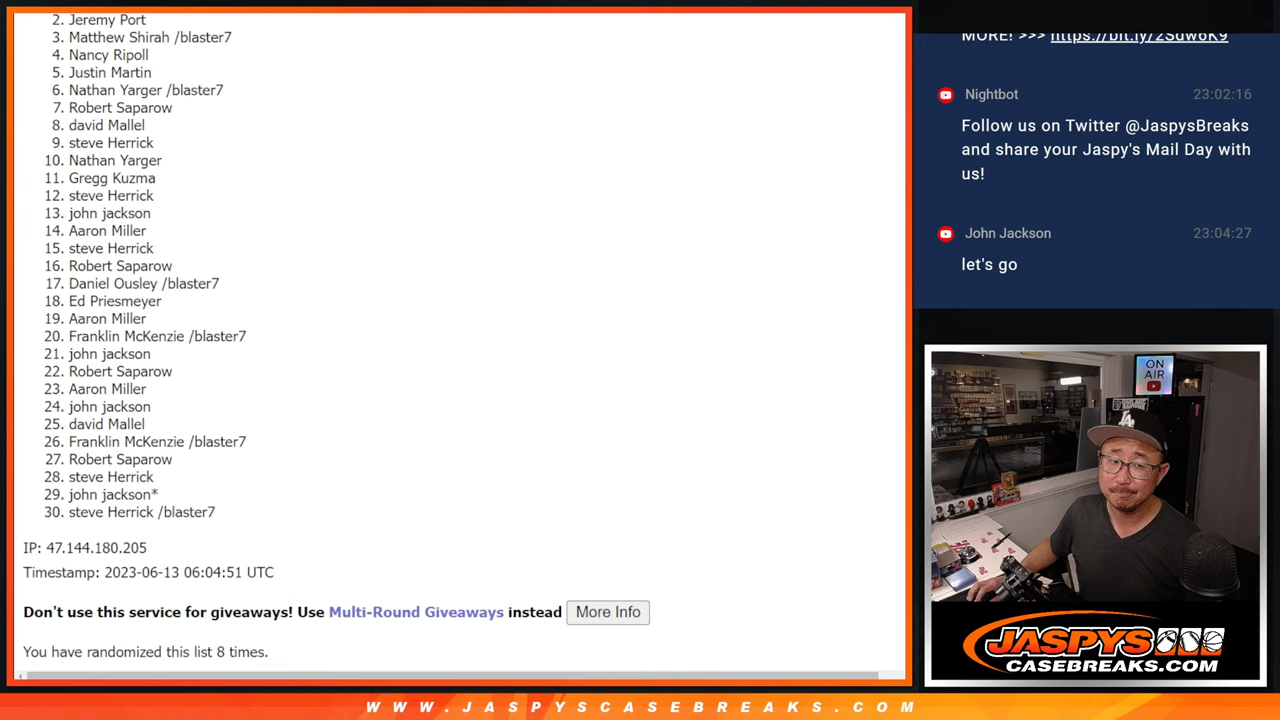 2. Jeremy Port
3. Matthew Shirah /blaster7
4. Nancy Ripoll
5. Justin Martin
6. Nathan Yarger /blaster7
7. Robert Saparow
8. david Mallel
9. steve Herrick
10. Nathan Yarger
11. Gregg Kuzma
12. steve Herrick
13. john jackson
14. Aaron Miller
15. steve Herrick
16. Robert Saparow
17. Daniel Ousley /blaster7
18. Ed Priesmeyer
19. Aaron Miller
20. Franklin McKenzie /blaster7
21. john jackson
22. Robert Saparow
23. Aaron Miller
24. john jackson
25. david Mallel
26. Franklin McKenzie /blaster7
27. Robert Saparow
28. steve Herrick
29. john jackson*
30. steve Herrick /blaster7
IP: 47.144.180.205
Timestamp: 2023-06-13 06:04:51 UTC
Don't use this service for giveaways! Use Multi-Round Giveaways instead More Info
You have randomized this list 8 times.
MORE! >>> https://bit.ly/2Sdw6K9
Nightbot 23:02:16
Follow us on Twitter @JaspysBreaks
and share your Jaspy's Mail Day with
us!
John Jackson 23:04:27
let's go
ON
AIR
LA
JASPYS
CASEBREAKS.COM
WWW.JASPYSCASEBREAKS.COM